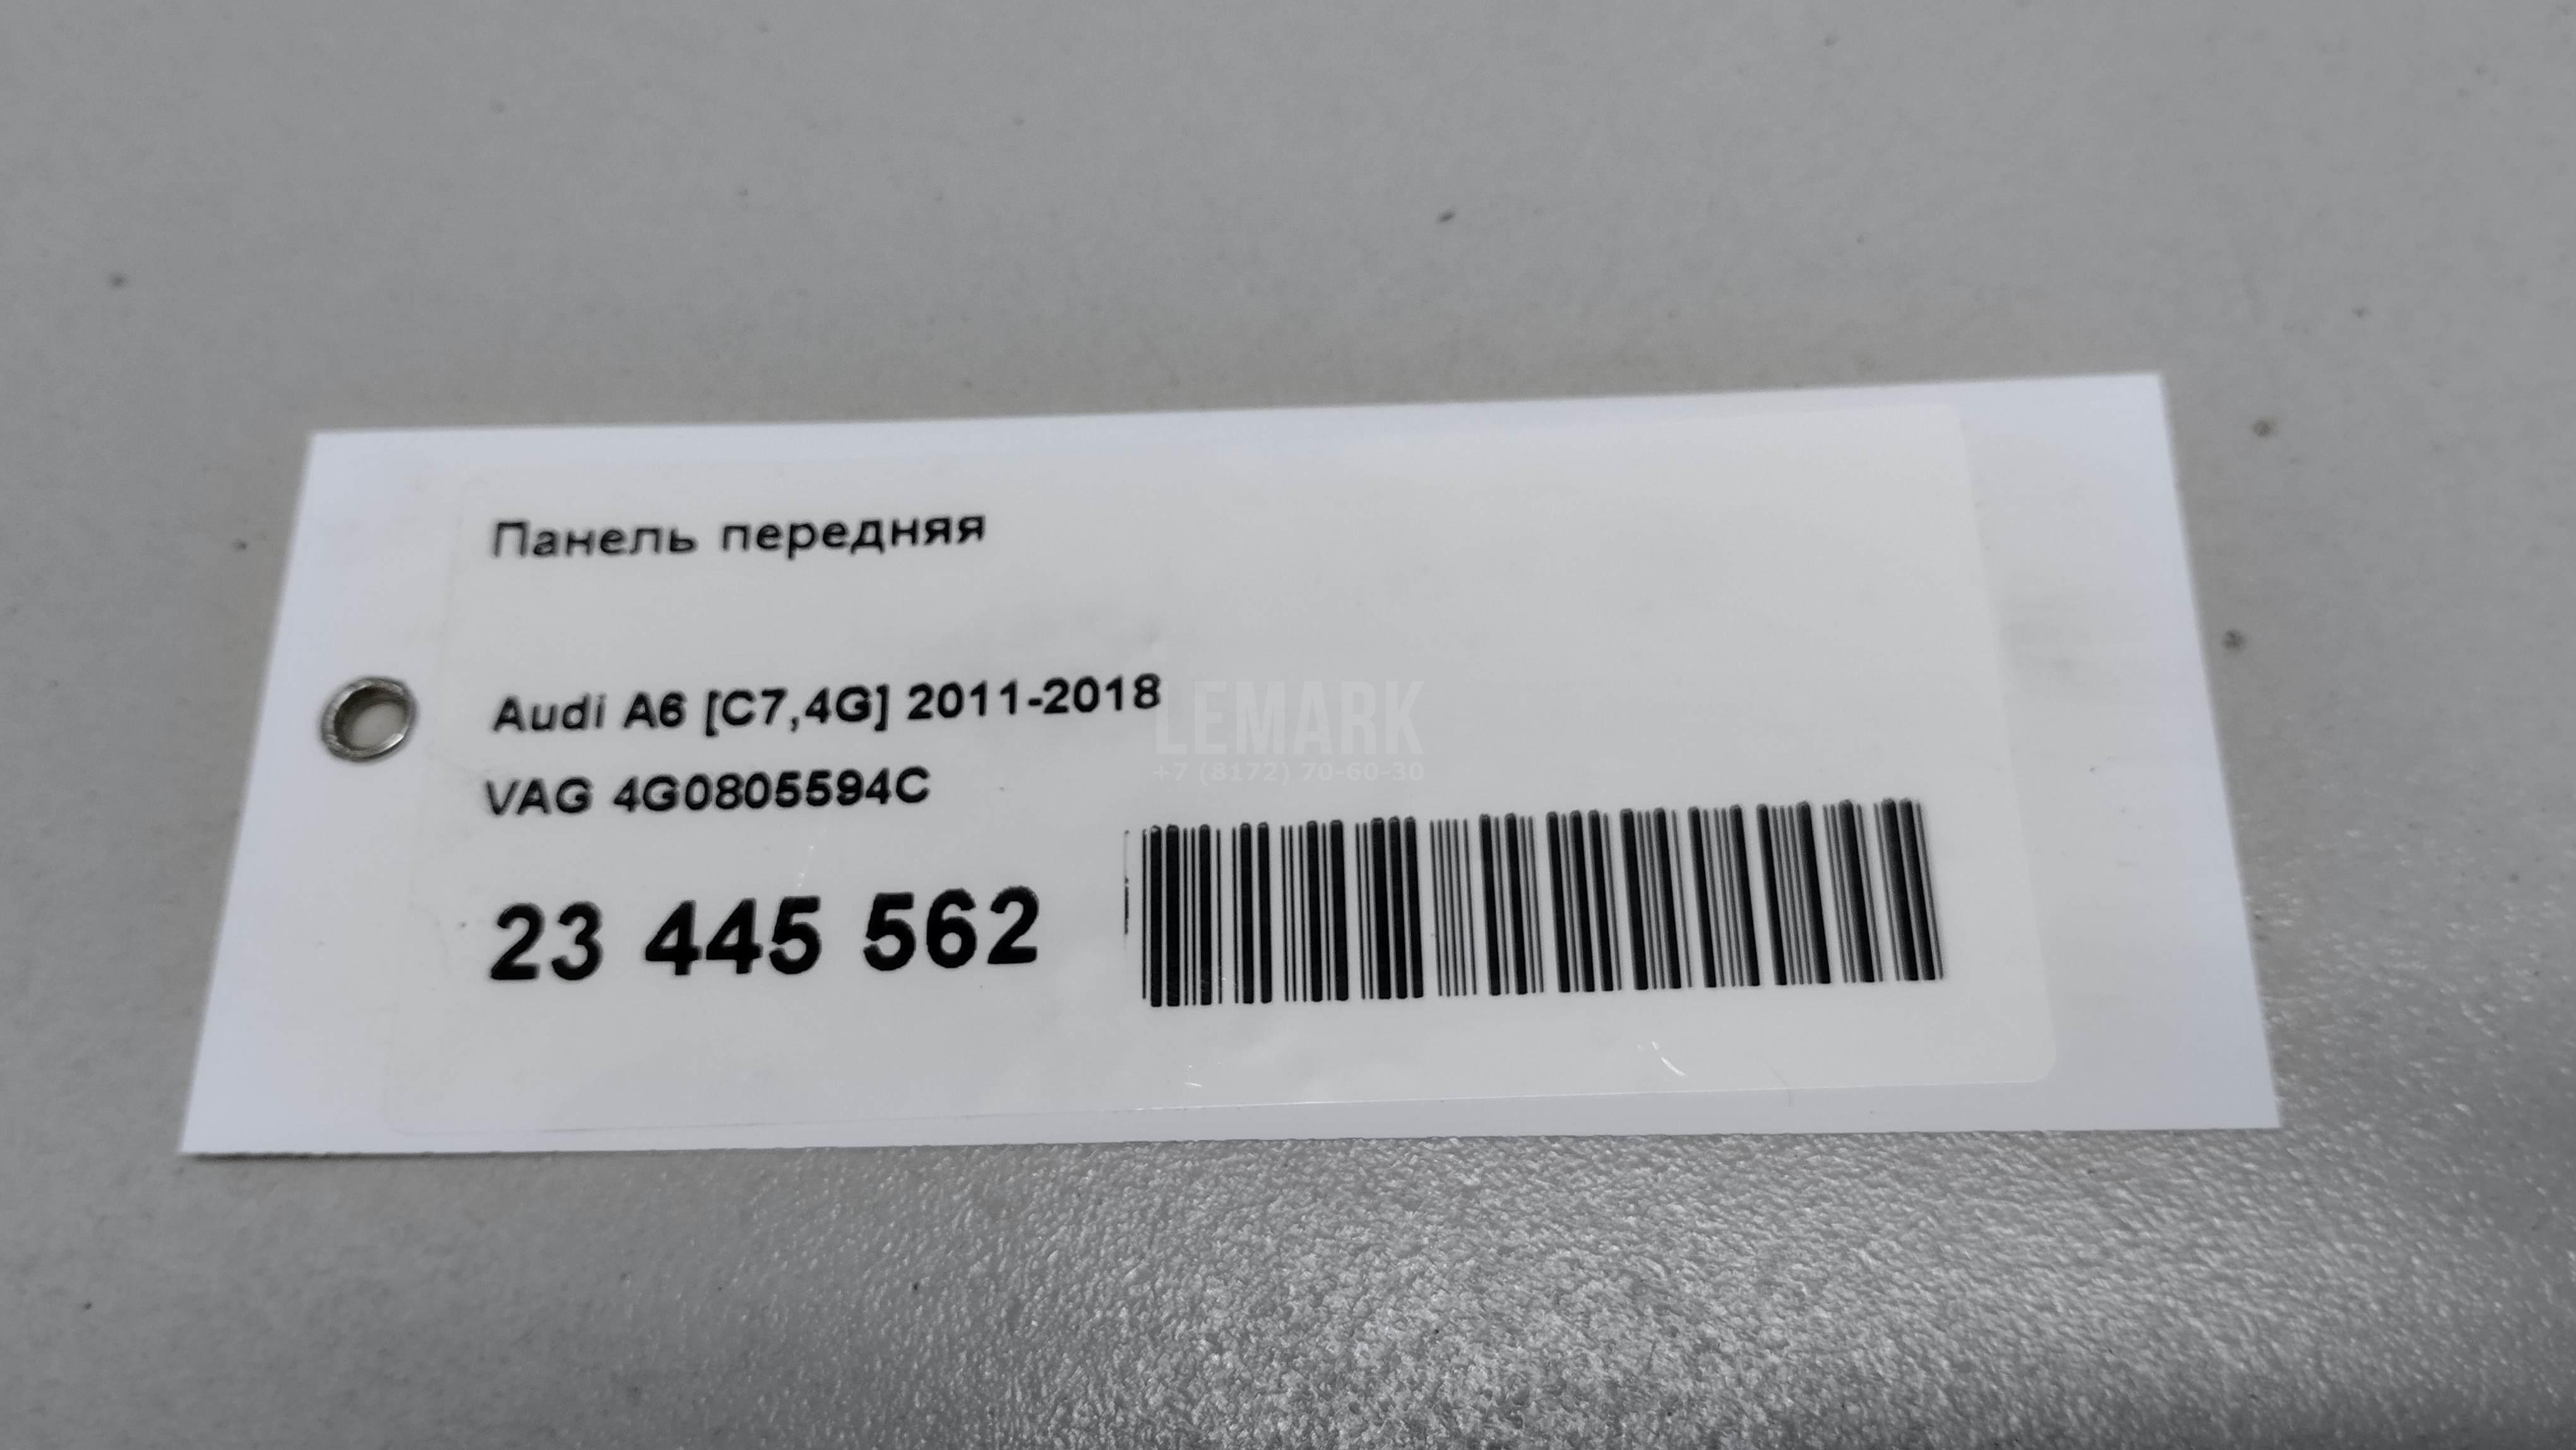 Панель передняя
Audi A6 [C7,4G] 2011-2018
LEMARK
+7 (8172) 70-60-30
VAG 4G0805594C
23 445 562